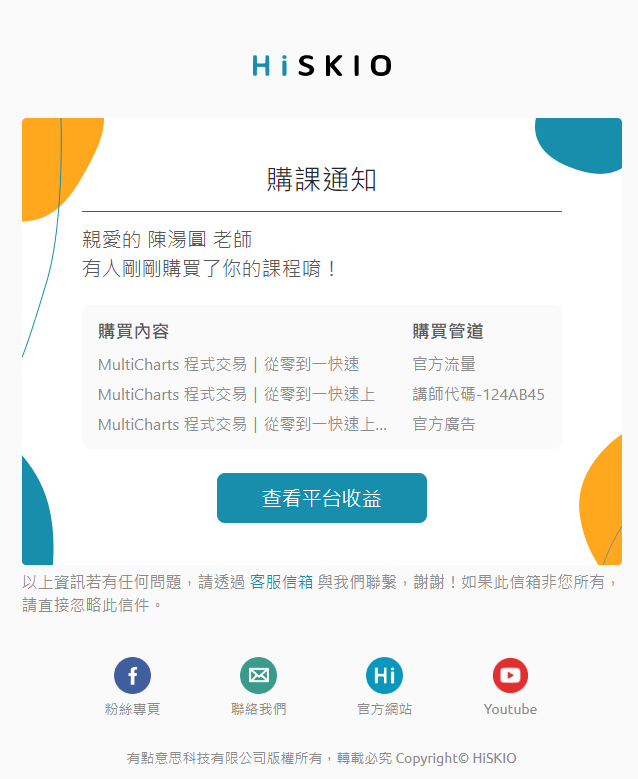 HiSKIO
購課通知
親愛的 陳湯圓 老師
有人剛剛購買了你的課程唷！
購買內容 購買管道
MultiCharts 程式交易｜從零到一快速 官方流量
MultiCharts 程式交易｜從零到一快速上 講師代碼-124AB45
MultiCharts 程式交易｜從零到一快速上... 官方廣告
查看平台收益
以上資訊若有任何問題，請透過 客服信箱 與我們聯繫，謝謝！如果此信箱非您所有，
請直接忽略此信件。
f Hi
粉絲專頁 聯絡我們 官方網站 Youtube
有點意思科技有限公司版權所有，轉載必究 Copyright© HiSKIO